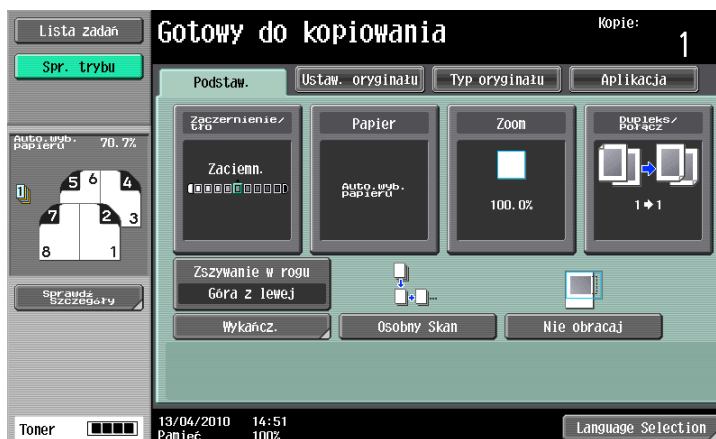 Lista zadań
Spr. trybu
Gotowy do kopiowania
Kopie:
1
Podstaw.
Ustaw. oryginału
Typ oryginału
Aplikacja
Auto.wyb.
papieru
70.7%
5 6 4
7 2 3
8 1
Sprawdź
Szczegóły
Zaczernienie/
tło
Zaciemn.
Papier
Auto.wyb.
papieru
Zoom
100.0%
Dupleks/
Połącz
1➔1
Zszywanie w rogu
Góra z lewej
Wykańcz.
Osobny Skan
Nie obracaj
Toner
13/04/2010 14:51
Pamięć 100%
Language Selection